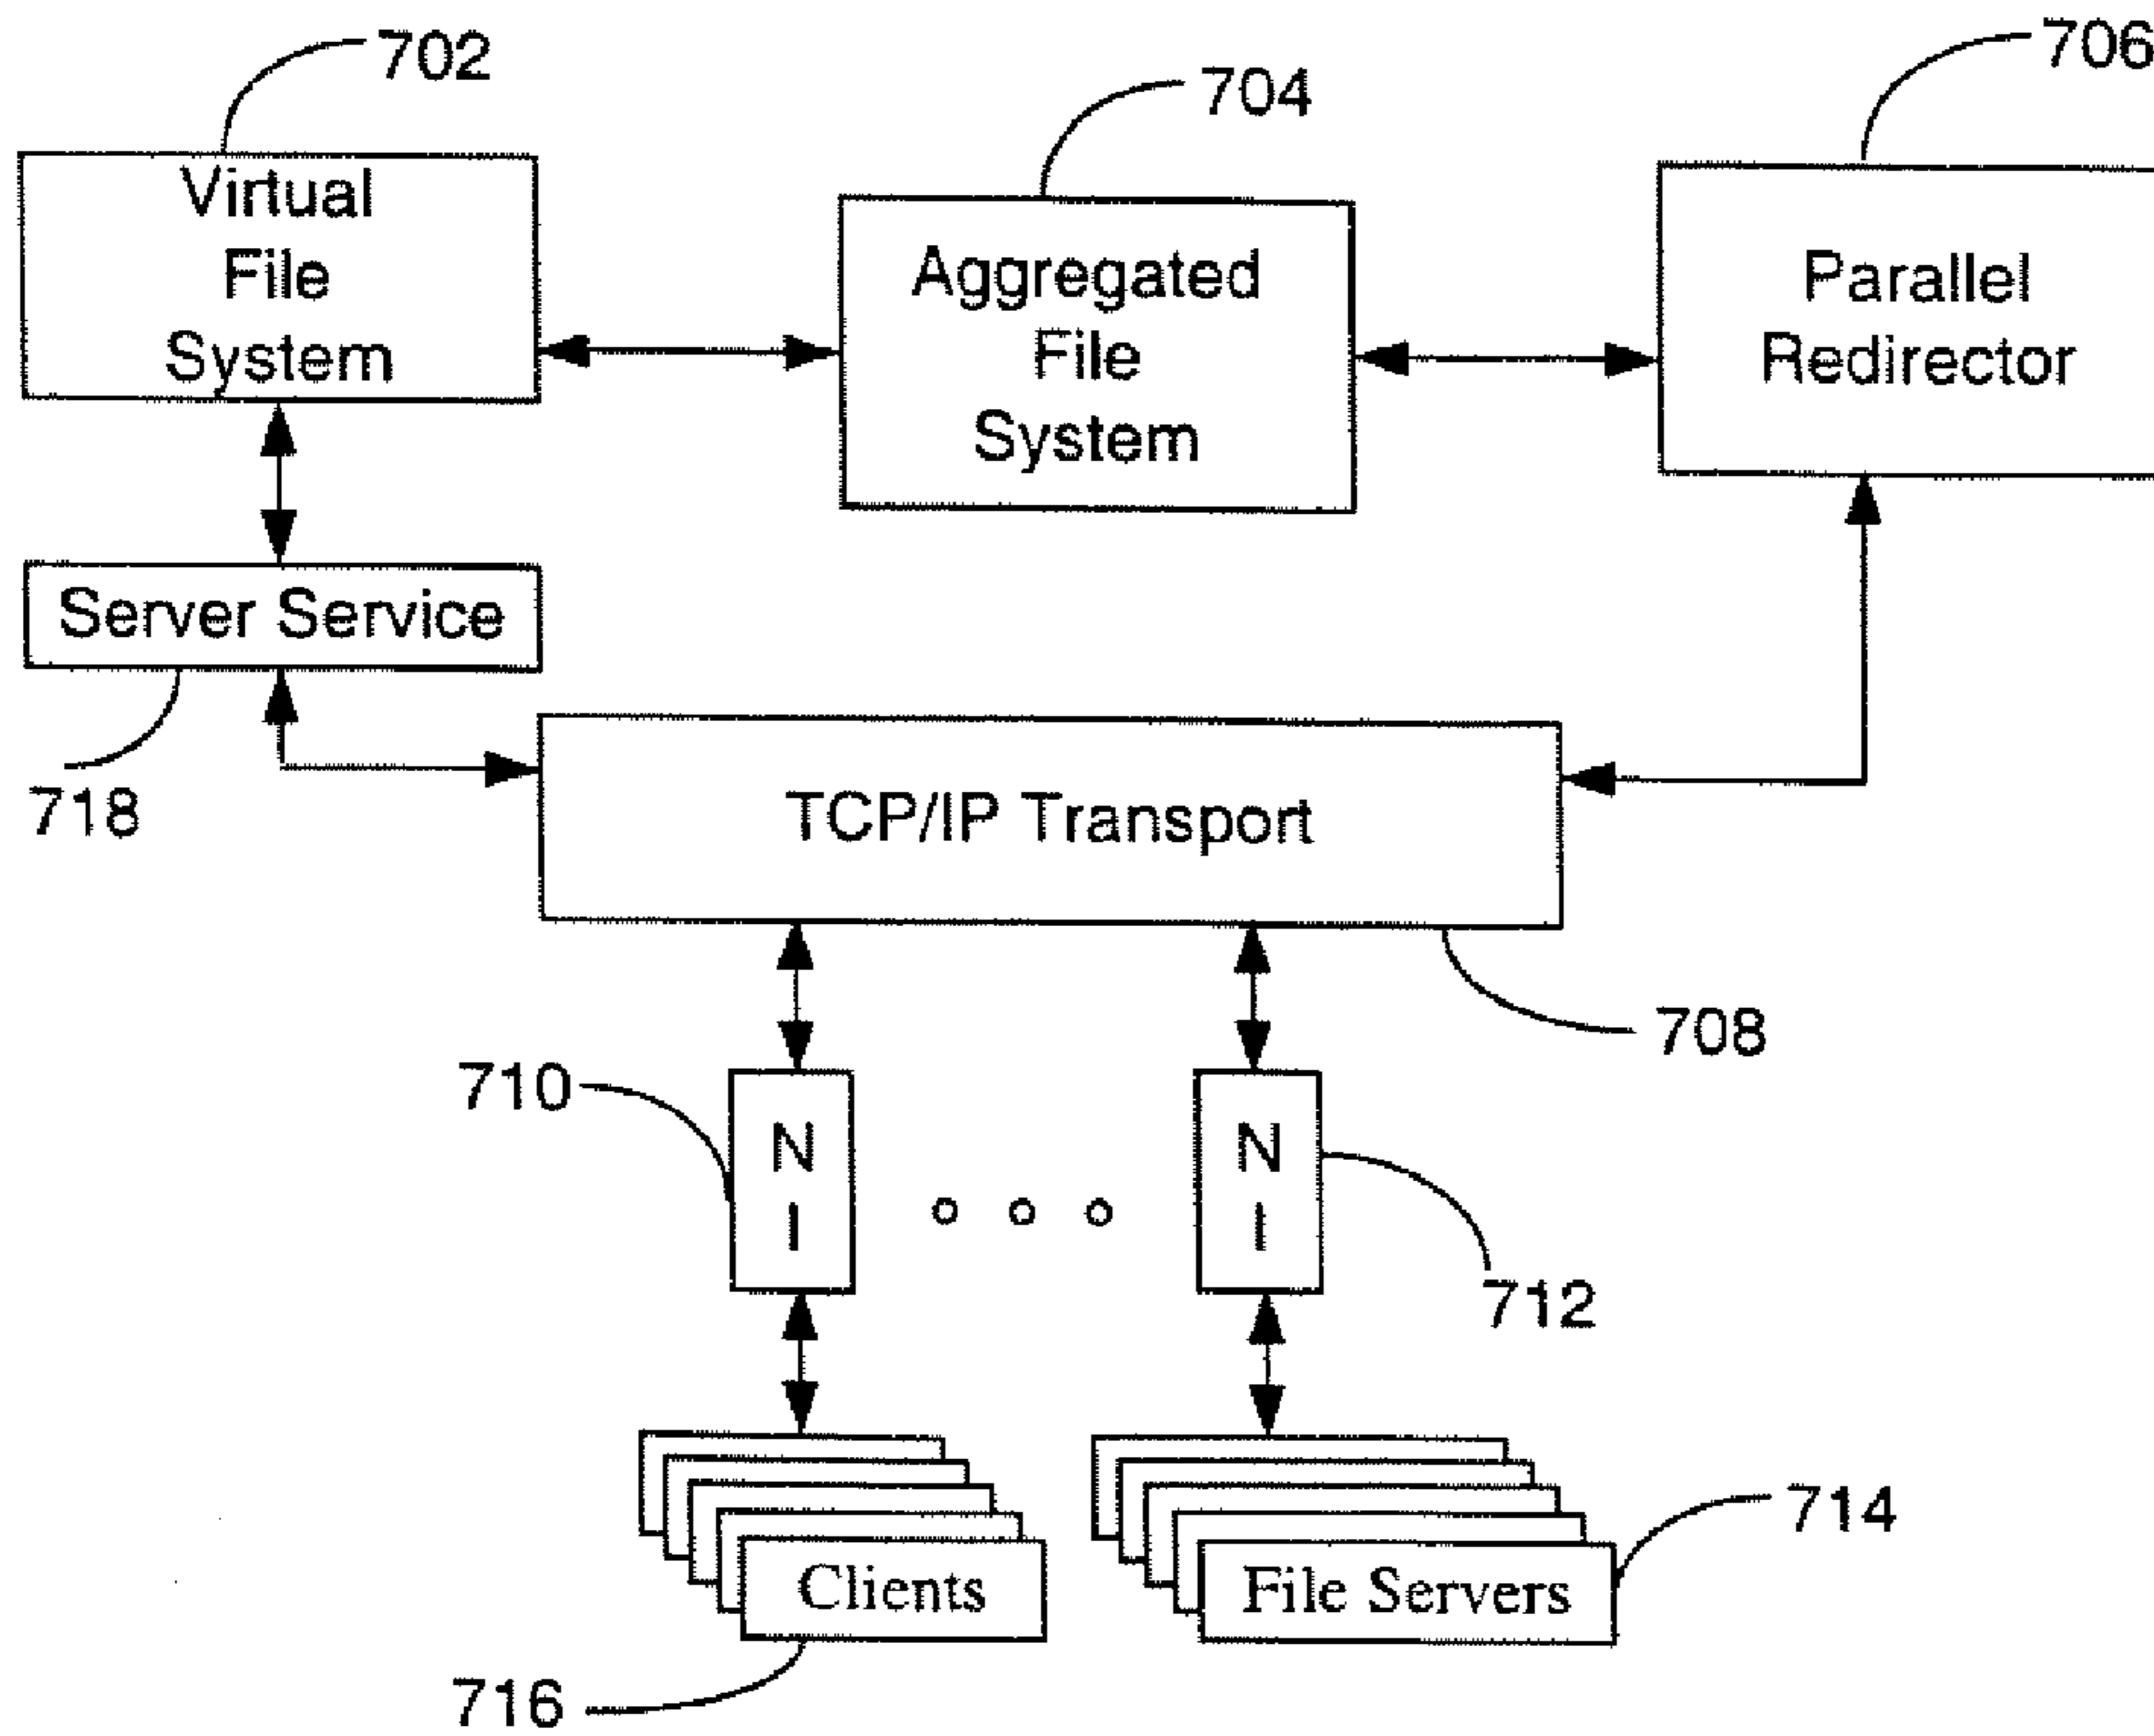 702
704
706
Virtual
File
System
Aggregated
File
System
Parallel
Redirector
Server Service
718
TCP/IP Transport
708
710
N
I
N
I
712
Clients
File Servers
714
716